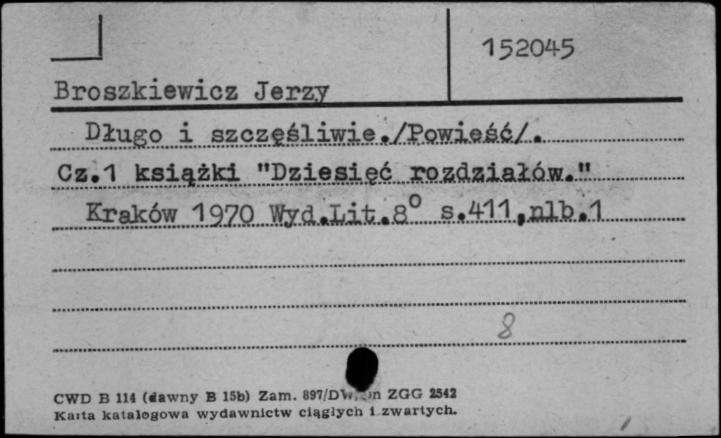 152045
Broszkiewicz Jerzy
Długo i szczęśliwie./Powieść/.
Cz.1 książki "Dziesięć rozdziałów."
Kraków 1970 Wyd.Lit.8° s.411,nlb.1
8
CWD B 114 (dawny B 15b) Zam. 897/DW ZGG 2542
Karta katalogowa wydawnictw ciągłych i zwartych.